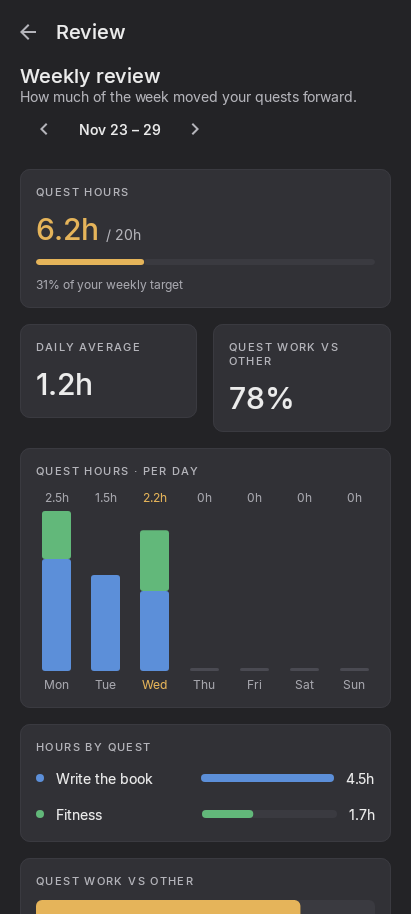 Review
Weekly review
How much of the week moved your quests forward.
Nov 23 – 29
QUEST HOURS
6.2h / 20h
31% of your weekly target
DAILY AVERAGE
1.2h
QUEST WORK VS
OTHER
78%
QUEST HOURS · PER DAY
2.5h 1.5h 2.2h 0h 0h 0h 0h
Mon Tue Wed Thu Fri Sat Sun
HOURS BY QUEST
Write the book 4.5h
Fitness 1.7h
QUEST WORK VS OTHER